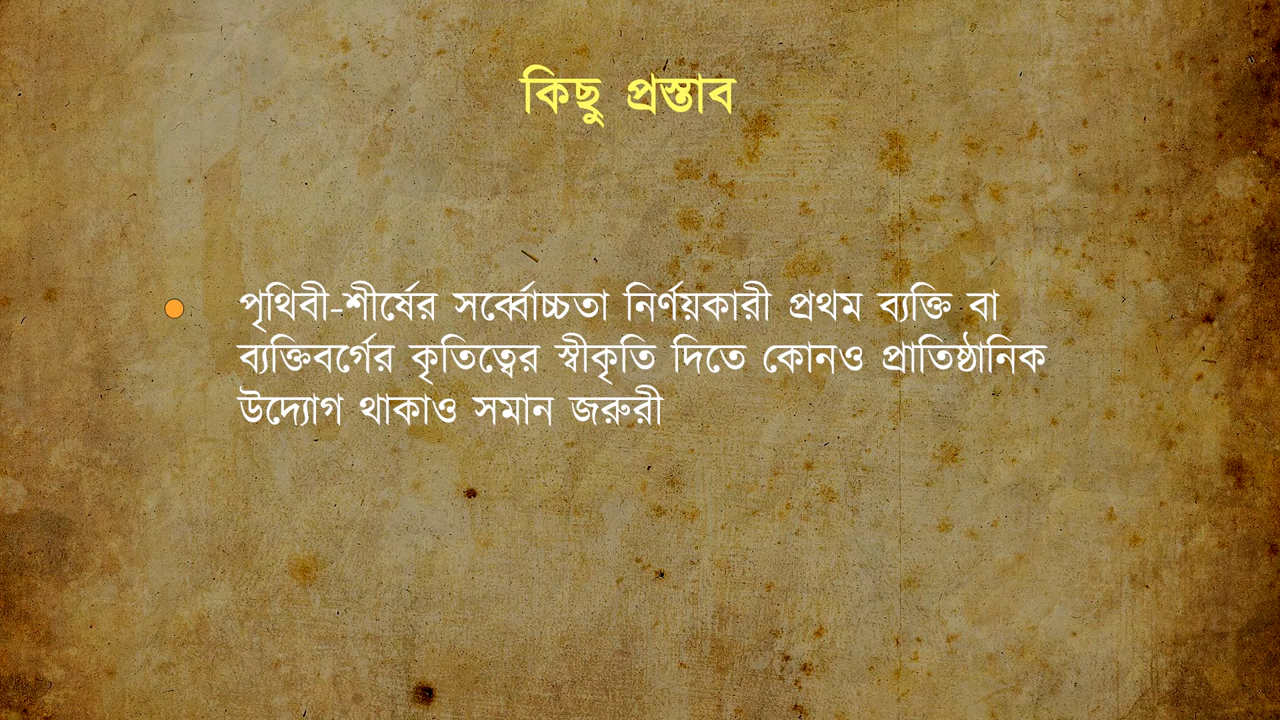 কিছু প্রস্তাব
পৃথিবী-শীর্ষের সর্ব্বোচ্চতা নির্ণয়কারী প্রথম ব্যক্তি বা
ব্যক্তিবর্গের কৃতিত্বের স্বীকৃতি দিতে কোনও প্রাতিষ্ঠানিক
উদ্যোগ থাকাও সমান জরুরী